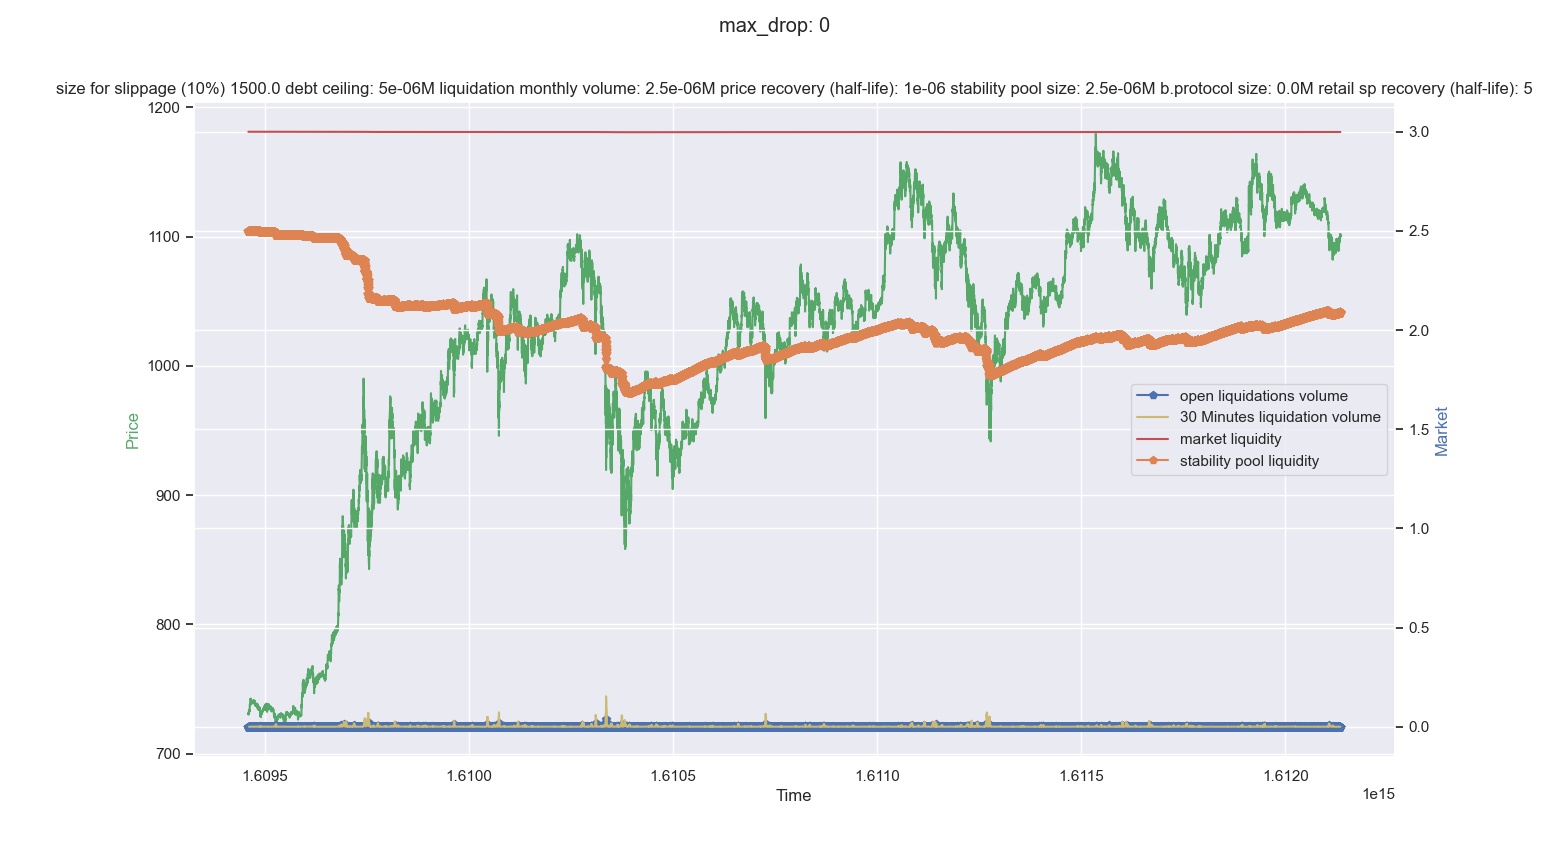 max_drop: 0
size for slippage (10%) 1500.0 debt ceiling: 5e-06M liquidation monthly volume: 2.5e-06M price recovery (half-life): 1e-06 stability pool size: 2.5e-06M b.protocol size: 0.0M retail sp recovery (half-life): 5
1200
1100
1000
900
800
700
Price
3.0
2.5
2.0
1.5
1.0
0.5
0.0
Market
open liquidations volume
30 Minutes liquidation volume
market liquidity
stability pool liquidity
1.6095 1.6100 1.6105 1.6110 1.6115 1.6120
Time
1e15